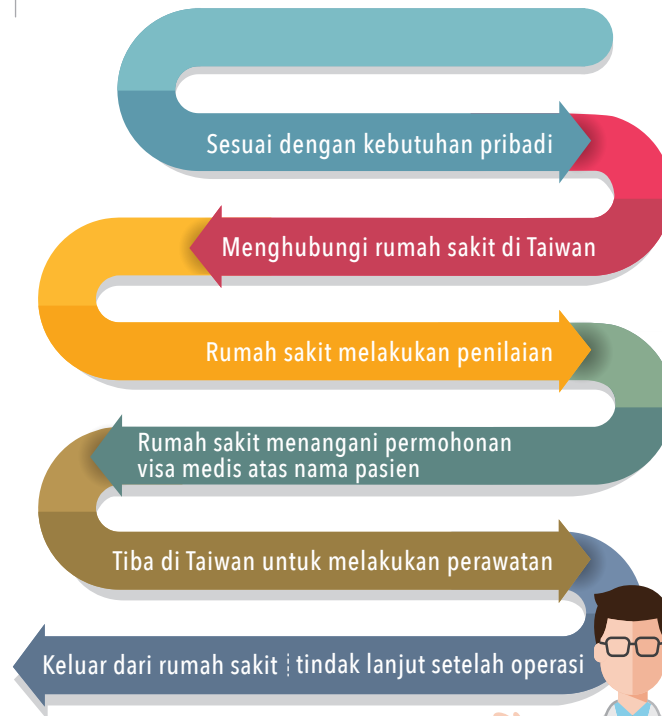 Sesuai dengan kebutuhan pribadi
Menghubungi rumah sakit di Taiwan
Rumah sakit melakukan penilaian
Rumah sakit menangani permohonan
visa medis atas nama pasien
Tiba di Taiwan untuk melakukan perawatan
Keluar dari rumah sakit tindak lanjut setelah operasi